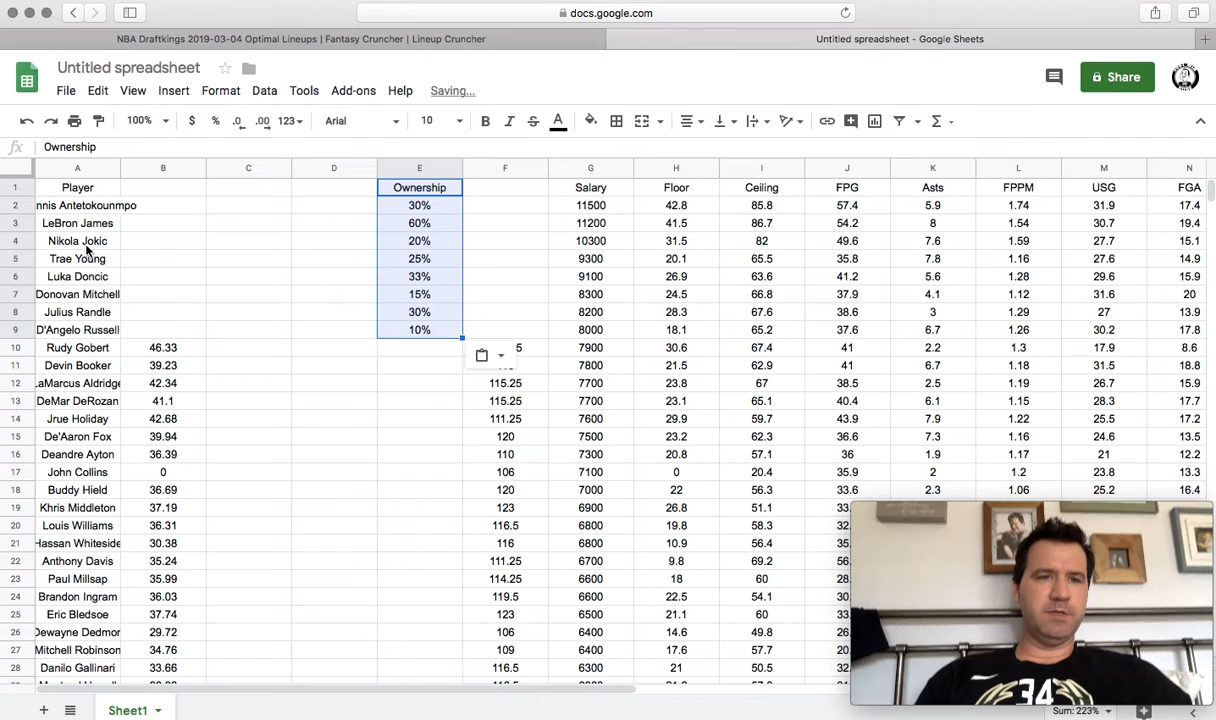 docs.google.com
NBA Draftkings 2019-03-04 Optimal Lineups | Fantasy Cruncher | Lineup Cruncher
Untitled spreadsheet - Google Sheets
Untitled spreadsheet
File Edit View Insert Format Data Tools Add-ons Help Saving...
Share
100% $ % .0 .00 123 Arial 10 B I S A
fx Ownership
A B C D E F G H I J K L M N
1 Player Ownership Salary Floor Ceiling FPG Asts FPPM USG FGA
2 nnis Antetokounmpo 30% 11500 42.8 85.8 57.4 5.9 1.74 31.9 17.4
3 LeBron James 60% 11200 41.5 86.7 54.2 8 1.54 30.7 19.4
4 Nikola Jokic 20% 10300 31.5 82 49.6 7.6 1.59 27.7 15.1
5 Trae Young 25% 9300 20.1 65.5 35.8 7.8 1.16 27.6 14.9
6 Luka Doncic 33% 9100 26.9 63.6 41.2 5.6 1.28 29.6 15.9
7 Donovan Mitchell 15% 8300 24.5 66.8 37.9 4.1 1.12 31.6 20
8 Julius Randle 30% 8200 28.3 67.6 38.6 3 1.29 27 13.9
9 D'Angelo Russell 10% 8000 18.1 65.2 37.6 6.7 1.26 30.2 17.8
10 Rudy Gobert 46.33 5 7900 30.6 67.4 41 2.2 1.3 17.9 8.6
11 Devin Booker 39.23 7800 21.5 62.9 41 6.7 1.18 31.5 18.8
12 LaMarcus Aldridge 42.34 115.25 7700 23.8 67 38.5 2.5 1.19 26.7 15.9
13 DeMar DeRozan 41.1 115.25 7700 23.1 65.1 40.4 6.1 1.15 28.3 17.7
14 Jrue Holiday 42.68 111.25 7600 29.9 59.7 43.9 7.9 1.22 25.5 17.2
15 De'Aaron Fox 39.94 120 7500 23.2 62.3 36.6 7.3 1.16 24.6 13.5
16 Deandre Ayton 36.39 110 7300 20.8 57.1 36 1.9 1.17 21 12.2
17 John Collins 0 106 7100 0 20.4 35.9 2 1.2 23.8 13.3
18 Buddy Hield 36.69 120 7000 22 56.3 33.6 2.3 1.06 25.2 16.4
19 Khris Middleton 37.19 123 6900 26.8 51.1 33
20 Louis Williams 36.31 116.5 6800 19.8 58.3 32
21 Hassan Whiteside 30.38 116 6800 10.9 56.4 35
22 Anthony Davis 35.24 111.25 6700 9.8 69.2 56
23 Paul Millsap 35.99 114.25 6600 18 60 28
24 Brandon Ingram 36.03 119.5 6600 22.5 54.1 30
25 Eric Bledsoe 37.74 123 6500 21.1 60 33
26 Dewayne Dedmon 29.72 106 6400 14.6 49.8 26
27 Mitchell Robinson 34.76 109 6400 17.6 57.7 20
28 Danilo Gallinari 33.66 116.5 6300 21 50.5 32
34
Sheet1
Sum: 223%